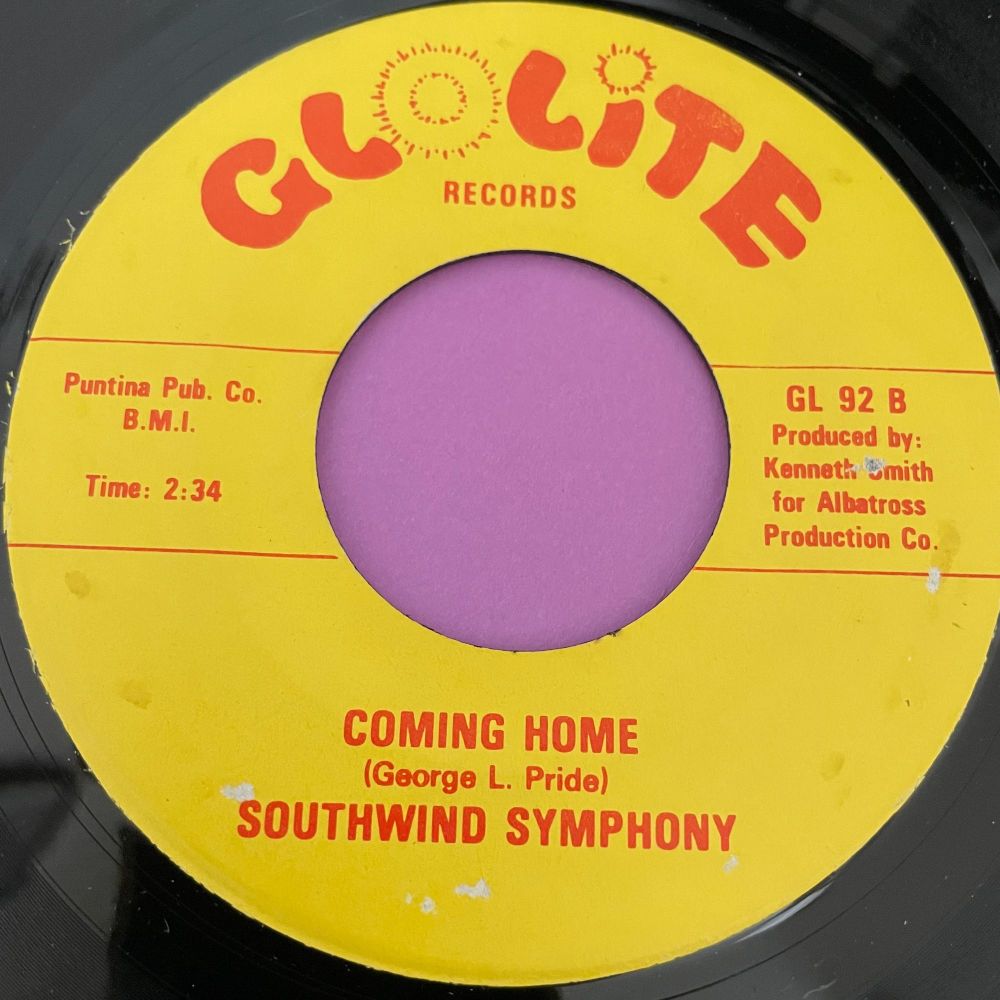 GLOLITE
RECORDS
Puntina Pub. Co.
B.M.I.
Time: 2:34
GL 92 B
Produced by:
Kenneth Smith
for Albatross
Production Co.
COMING HOME
(George L. Pride)
SOUTHWIND SYMPHONY